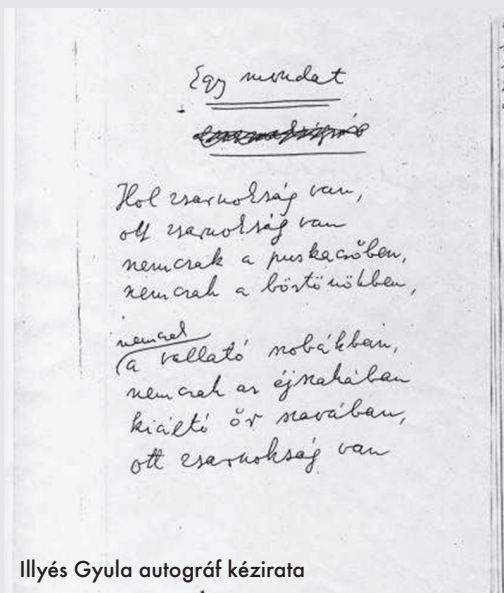 Egy mondat
Hol zsarnokság van,
ott zsarnokság van
nemcsak a puskacsőben,
nemcsak a börtönökben,
nemcsak
a vallató szobákban,
nemcsak az éjszakában
kiáltó őr szavában,
ott zsarnokság van
Illyés Gyula autográf kézirata